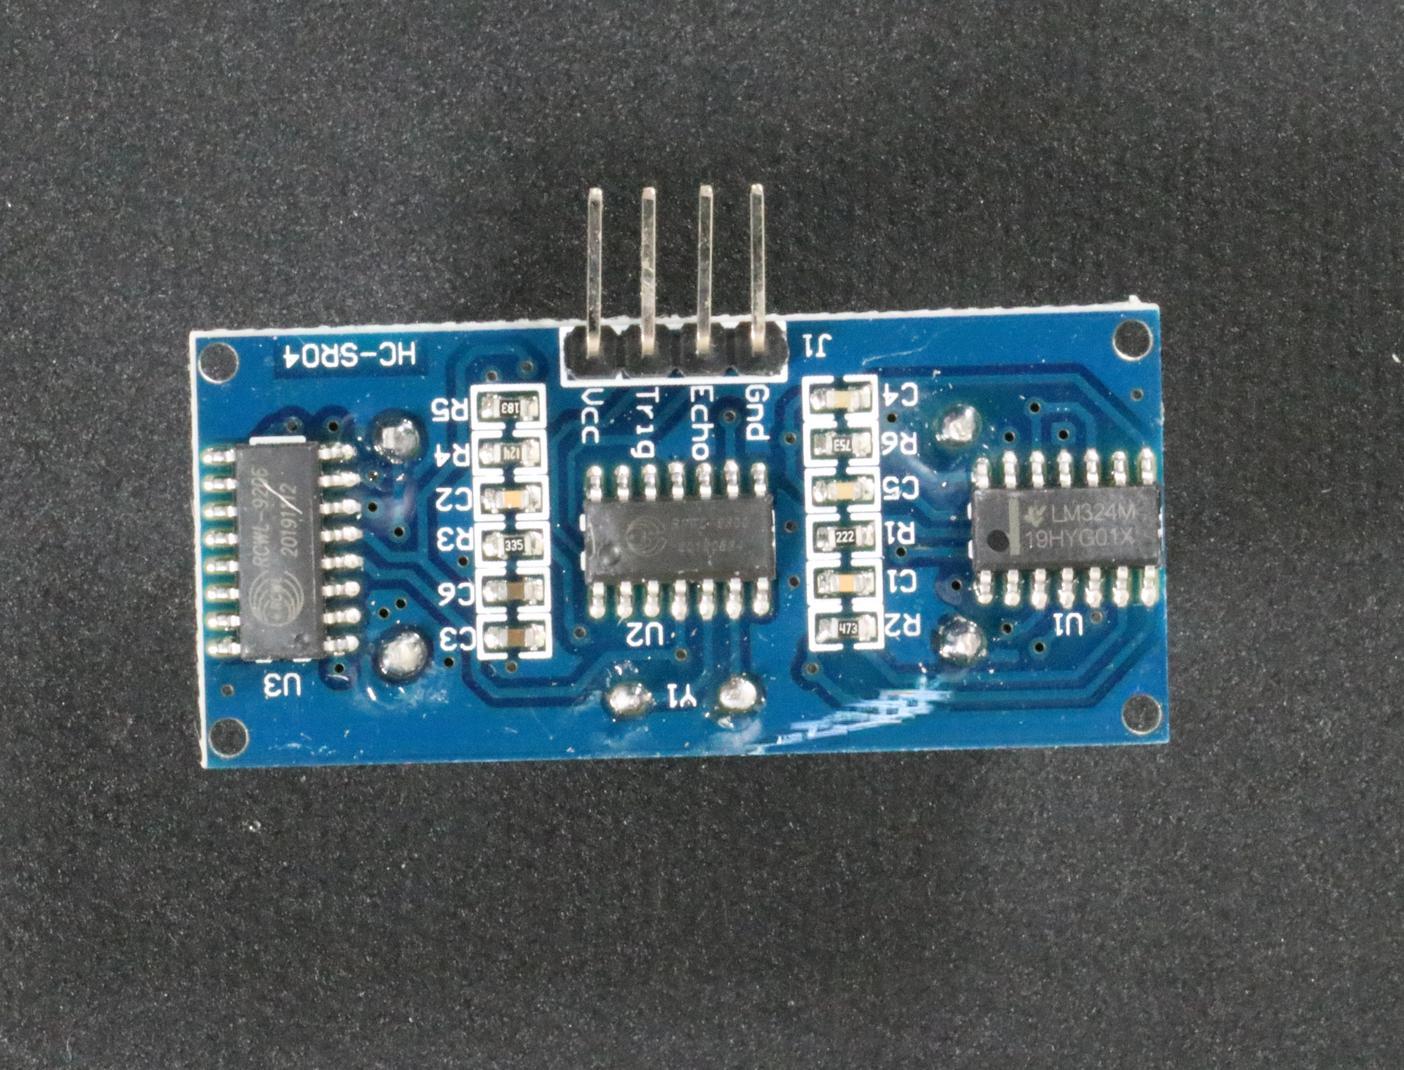 HC-SR04
J1
Vcc
Trig
Echo
Gnd
R5
183
R4
124
C2
R3
335
C6
C3
C4
R6
753
C5
R1
222
C1
R2
473
RCWL-9206
2019
U3
U2
Y1
LM324M
19HYG01X
U1